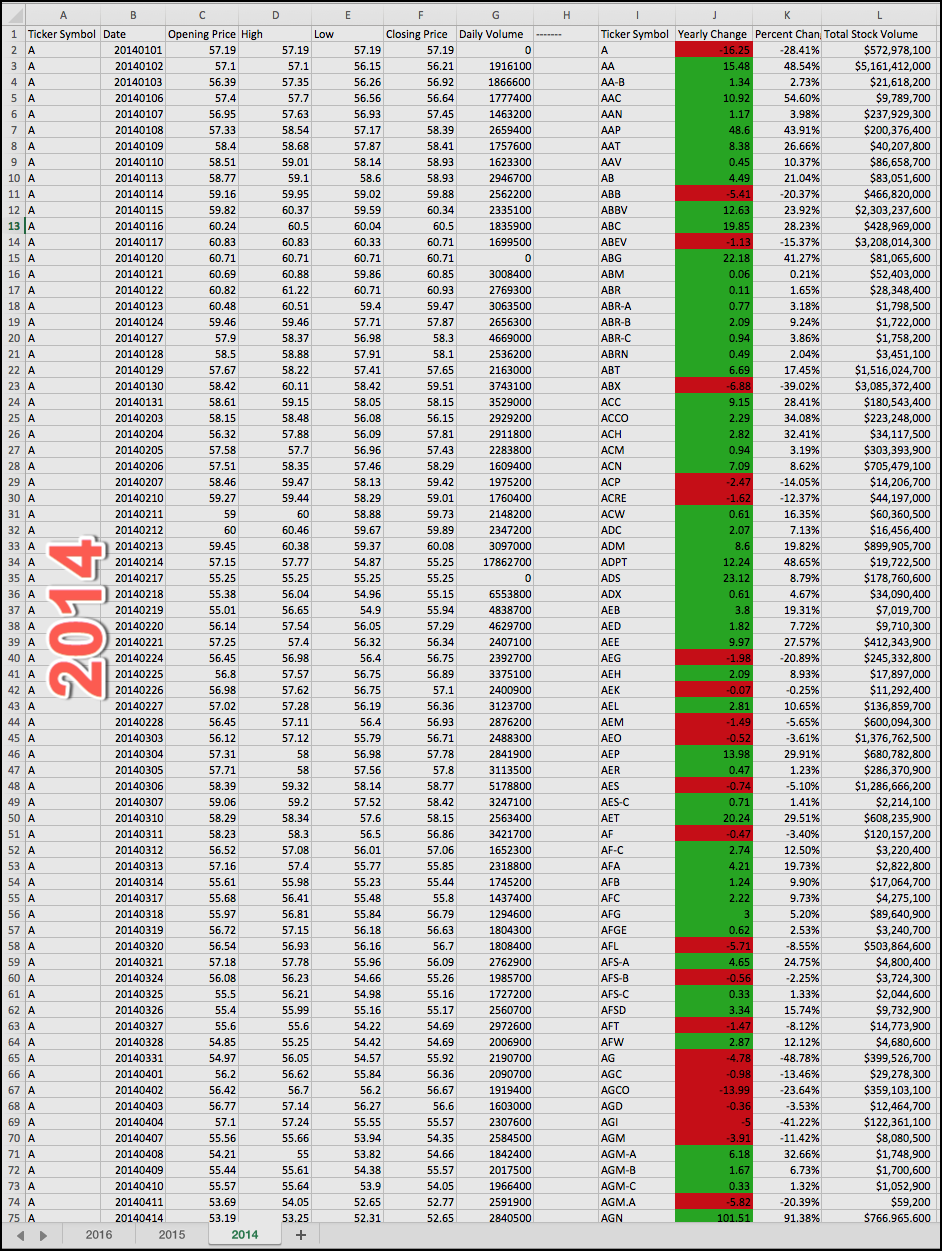 A B C D E F G H I J K L
1 Ticker Symbol Date Opening Price High Low Closing Price Daily Volume ------- Ticker Symbol Yearly Change Percent Chan Total Stock Volume
2 A 20140101 57.19 57.19 57.19 57.19 0 A -16.25 -28.41% $572,978,100
3 A 20140102 57.1 57.1 56.15 56.21 1916100 AA 15.48 48.54% $5,161,412,000
4 A 20140103 56.39 57.35 56.26 56.92 1866600 AA-B 1.34 2.73% $21,618,200
5 A 20140106 57.4 57.7 56.56 56.64 1777400 AAC 10.92 54.60% $9,789,700
6 A 20140107 56.95 57.63 56.93 57.45 1463200 AAN 1.17 3.98% $237,929,300
7 A 20140108 57.33 58.54 57.17 58.39 2659400 AAP 48.6 43.91% $200,376,400
8 A 20140109 58.4 58.68 57.87 58.41 1757600 AAT 8.38 26.66% $40,207,800
9 A 20140110 58.51 59.01 58.14 58.93 1623300 AAV 0.45 10.37% $86,658,700
10 A 20140113 58.77 59.1 58.6 58.93 2946700 AB 4.49 21.04% $83,051,600
11 A 20140114 59.16 59.95 59.02 59.88 2562200 ABB -5.41 -20.37% $466,820,000
12 A 20140115 59.82 60.37 59.59 60.34 2335100 ABBV 12.63 23.92% $2,303,237,600
13 A 20140116 60.24 60.5 60.04 60.5 1835900 ABC 19.85 28.23% $428,969,000
14 A 20140117 60.83 60.83 60.33 60.71 1699500 ABEV -1.13 -15.37% $3,208,014,300
15 A 20140120 60.71 60.71 60.71 60.71 0 ABG 22.18 41.27% $81,065,600
16 A 20140121 60.69 60.88 59.86 60.85 3008400 ABM 0.06 0.21% $52,403,000
17 A 20140122 60.82 61.22 60.71 60.93 2769300 ABR 0.11 1.65% $28,348,400
18 A 20140123 60.48 60.51 59.4 59.47 3063500 ABR-A 0.77 3.18% $1,798,500
19 A 20140124 59.46 59.46 57.71 57.87 2656300 ABR-B 2.09 9.24% $1,722,000
20 A 20140127 57.9 58.37 56.98 58.3 4669000 ABR-C 0.94 3.86% $1,758,200
21 A 20140128 58.5 58.88 57.91 58.1 2536200 ABRN 0.49 2.04% $3,451,100
22 A 20140129 57.67 58.22 57.41 57.65 2163000 ABT 6.69 17.45% $1,516,024,700
23 A 20140130 58.42 60.11 58.42 59.51 3743100 ABX -6.88 -39.02% $3,085,372,400
24 A 20140131 58.61 59.15 58.05 58.15 3529000 ACC 9.15 28.41% $180,543,400
25 A 20140203 58.15 58.48 56.08 56.15 2929200 ACCO 2.29 34.08% $223,248,000
26 A 20140204 56.32 57.88 56.09 57.81 2911800 ACH 2.82 32.41% $34,117,500
27 A 20140205 57.58 57.7 56.96 57.43 2283800 ACM 0.94 3.19% $303,393,900
28 A 20140206 57.51 58.35 57.46 58.29 1609400 ACN 7.09 8.62% $705,479,100
29 A 20140207 58.46 59.47 58.13 59.42 1975200 ACP -2.47 -14.05% $14,206,700
30 A 20140210 59.27 59.44 58.29 59.01 1760400 ACRE -1.62 -12.37% $44,197,000
31 A 20140211 59 60 58.88 59.73 2148200 ACW 0.61 16.35% $60,360,500
32 A 20140212 60 60.46 59.67 59.89 2347200 ADC 2.07 7.13% $16,456,400
33 A 20140213 59.45 60.38 59.37 60.08 3097000 ADM 8.6 19.82% $899,905,700
34 A 20140214 57.15 57.77 54.87 55.25 17862700 ADPT 12.24 48.65% $19,722,500
35 A 20140217 55.25 55.25 55.25 55.25 0 ADS 23.12 8.79% $178,760,600
36 A 20140218 55.38 56.04 54.96 55.15 6553800 ADX 0.61 4.67% $34,090,400
37 A 20140219 55.01 56.65 54.9 55.94 4838700 AEB 3.8 19.31% $7,019,700
38 A 20140220 56.14 57.54 56.05 57.29 4629700 AED 1.82 7.72% $9,710,300
39 A 20140221 57.25 57.4 56.32 56.34 2407100 AEE 9.97 27.57% $412,343,900
40 A 20140224 56.45 56.98 56.4 56.75 2392700 AEG -1.98 -20.89% $245,332,800
41 A 20140225 56.8 57.57 56.75 56.89 3375100 AEH 2.09 8.93% $17,897,000
42 A 20140226 56.98 57.62 56.75 57.1 2400900 AEK -0.07 -0.25% $11,292,400
43 A 20140227 57.02 57.28 56.19 56.36 3123700 AEL 2.81 10.65% $136,859,700
44 A 20140228 56.45 57.11 56.4 56.93 2876200 AEM -1.49 -5.65% $600,094,300
45 A 20140303 56.12 57.12 55.79 56.71 2488300 AEO -0.52 -3.61% $1,376,762,500
46 A 20140304 57.31 58 56.98 57.78 2841900 AEP 13.98 29.91% $680,782,800
47 A 20140305 57.71 58 57.56 57.8 3113500 AER 0.47 1.23% $286,370,900
48 A 20140306 58.39 59.32 58.14 58.77 5178800 AES -0.74 -5.10% $1,286,666,200
49 A 20140307 59.06 59.2 57.52 58.42 3247100 AES-C 0.71 1.41% $2,214,100
50 A 20140310 58.29 58.34 57.6 58.15 2563400 AET 20.24 29.51% $608,235,900
51 A 20140311 58.23 58.3 56.5 56.86 3421700 AF -0.47 -3.40% $120,157,200
52 A 20140312 56.52 57.08 56.01 57.06 1652300 AF-C 2.74 12.50% $3,220,400
53 A 20140313 57.16 57.4 55.77 55.85 2318800 AFA 4.21 19.73% $2,822,800
54 A 20140314 55.61 55.98 55.23 55.44 1745200 AFB 1.24 9.90% $17,064,700
55 A 20140317 55.68 56.41 55.48 55.8 1437400 AFC 2.22 9.73% $4,275,100
56 A 20140318 55.97 56.81 55.84 56.79 1294600 AFG 3 5.20% $89,640,900
57 A 20140319 56.72 57.15 56.18 56.63 1804300 AFGE 0.62 2.53% $3,240,700
58 A 20140320 56.54 56.93 56.16 56.7 1808400 AFL -5.71 -8.55% $503,864,600
59 A 20140321 57.18 57.78 55.96 56.09 2762900 AFS-A 4.65 24.75% $4,800,400
60 A 20140324 56.08 56.23 54.66 55.26 1985700 AFS-B -0.56 -2.25% $3,724,300
61 A 20140325 55.5 56.21 54.98 55.16 1727200 AFS-C 0.33 1.33% $2,044,600
62 A 20140326 55.4 55.99 55.16 55.17 2560700 AFSD 3.34 15.74% $9,732,900
63 A 20140327 55.6 55.6 54.22 54.69 2972600 AFT -1.47 -8.12% $14,773,900
64 A 20140328 54.85 55.25 54.42 54.69 2006900 AFW 2.87 12.12% $4,680,600
65 A 20140331 54.97 56.05 54.57 55.92 2190700 AG -4.78 -48.78% $399,526,700
66 A 20140401 56.2 56.62 55.84 56.36 2090700 AGC -0.98 -13.46% $29,278,300
67 A 20140402 56.42 56.7 56.2 56.67 1919400 AGCO -13.99 -23.64% $359,103,100
68 A 20140403 56.77 57.14 56.27 56.6 1603000 AGD -0.36 -3.53% $12,464,700
69 A 20140404 57.1 57.24 55.55 55.57 2307600 AGI -5 -41.22% $122,361,100
70 A 20140407 55.56 55.66 53.94 54.35 2584500 AGM -3.91 -11.42% $8,080,500
71 A 20140408 54.21 55 53.82 54.66 1842400 AGM-A 6.18 32.66% $1,748,900
72 A 20140409 55.44 55.61 54.38 55.57 2017500 AGM-B 1.67 6.73% $1,700,600
73 A 20140410 55.57 55.64 53.9 54.05 1966400 AGM-C 0.33 1.32% $1,052,900
74 A 20140411 53.69 54.05 52.65 52.77 2591900 AGM.A -5.82 -20.39% $59,200
75 A 20140414 53.19 53.25 52.31 52.65 2840500 AGN 101.51 91.38% $766,965,600
2014
2016 2015 2014 +